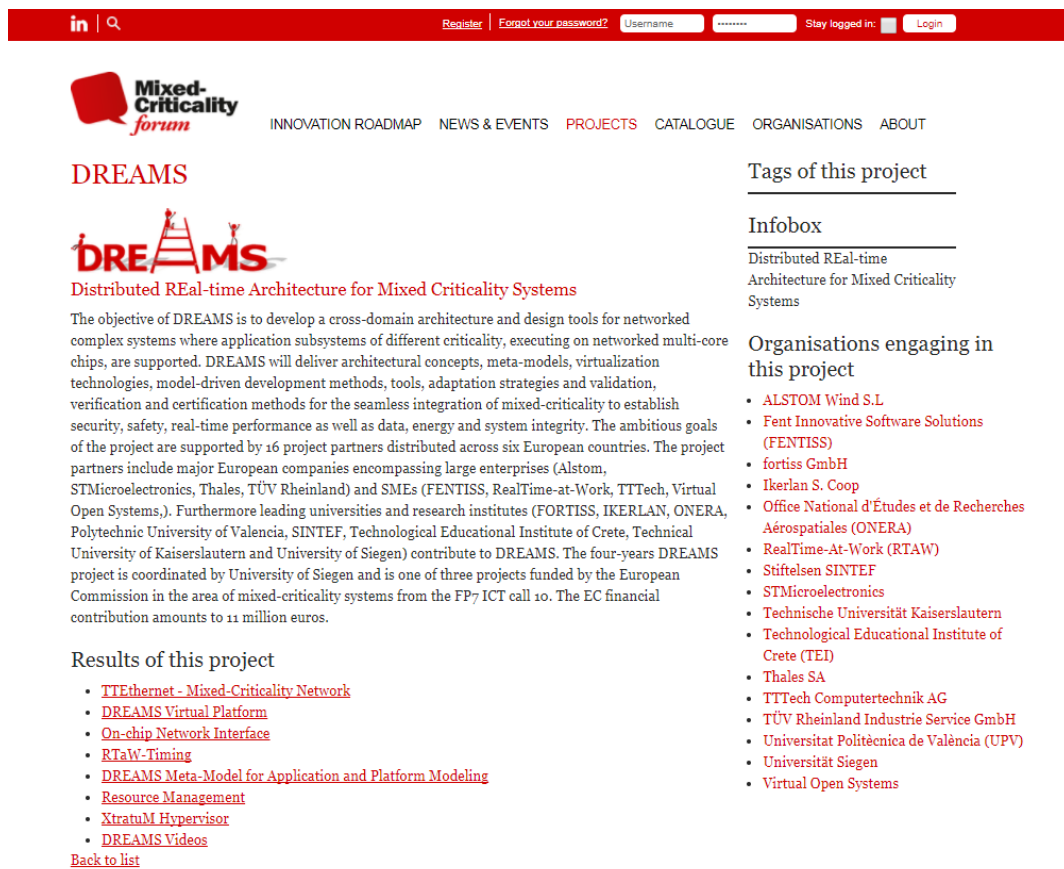 in
Register Forgot your password? Username •••••••• Stay logged in: Login
Mixed-
Criticality
forum
INNOVATION ROADMAP NEWS & EVENTS PROJECTS CATALOGUE ORGANISATIONS ABOUT
DREAMS
DREAMS
Distributed REal-time Architecture for Mixed Criticality Systems
The objective of DREAMS is to develop a cross-domain architecture and design tools for networked
complex systems where application subsystems of different criticality, executing on networked multi-core
chips, are supported. DREAMS will deliver architectural concepts, meta-models, virtualization
technologies, model-driven development methods, tools, adaptation strategies and validation,
verification and certification methods for the seamless integration of mixed-criticality to establish
security, safety, real-time performance as well as data, energy and system integrity. The ambitious goals
of the project are supported by 16 project partners distributed across six European countries. The project
partners include major European companies encompassing large enterprises (Alstom,
STMicroelectronics, Thales, TÜV Rheinland) and SMEs (FENTISS, RealTime-at-Work, TTTech, Virtual
Open Systems,). Furthermore leading universities and research institutes (FORTISS, IKERLAN, ONERA,
Polytechnic University of Valencia, SINTEF, Technological Educational Institute of Crete, Technical
University of Kaiserslautern and University of Siegen) contribute to DREAMS. The four-years DREAMS
project is coordinated by University of Siegen and is one of three projects funded by the European
Commission in the area of mixed-criticality systems from the FP7 ICT call 10. The EC financial
contribution amounts to 11 million euros.
Results of this project
• TTEthernet - Mixed-Criticality Network
• DREAMS Virtual Platform
• On-chip Network Interface
• RTaW-Timing
• DREAMS Meta-Model for Application and Platform Modeling
• Resource Management
• XtratuM Hypervisor
• DREAMS Videos
Back to list
Tags of this project
Infobox
Distributed REal-time
Architecture for Mixed Criticality
Systems
Organisations engaging in
this project
• ALSTOM Wind S.L
• Fent Innovative Software Solutions
(FENTISS)
• fortiss GmbH
• Ikerlan S. Coop
• Office National d'Études et de Recherches
Aérospatiales (ONERA)
• RealTime-At-Work (RTAW)
• Stiftelsen SINTEF
• STMicroelectronics
• Technische Universität Kaiserslautern
• Technological Educational Institute of
Crete (TEI)
• Thales SA
• TTTech Computertechnik AG
• TÜV Rheinland Industrie Service GmbH
• Universitat Politècnica de València (UPV)
• Universität Siegen
• Virtual Open Systems